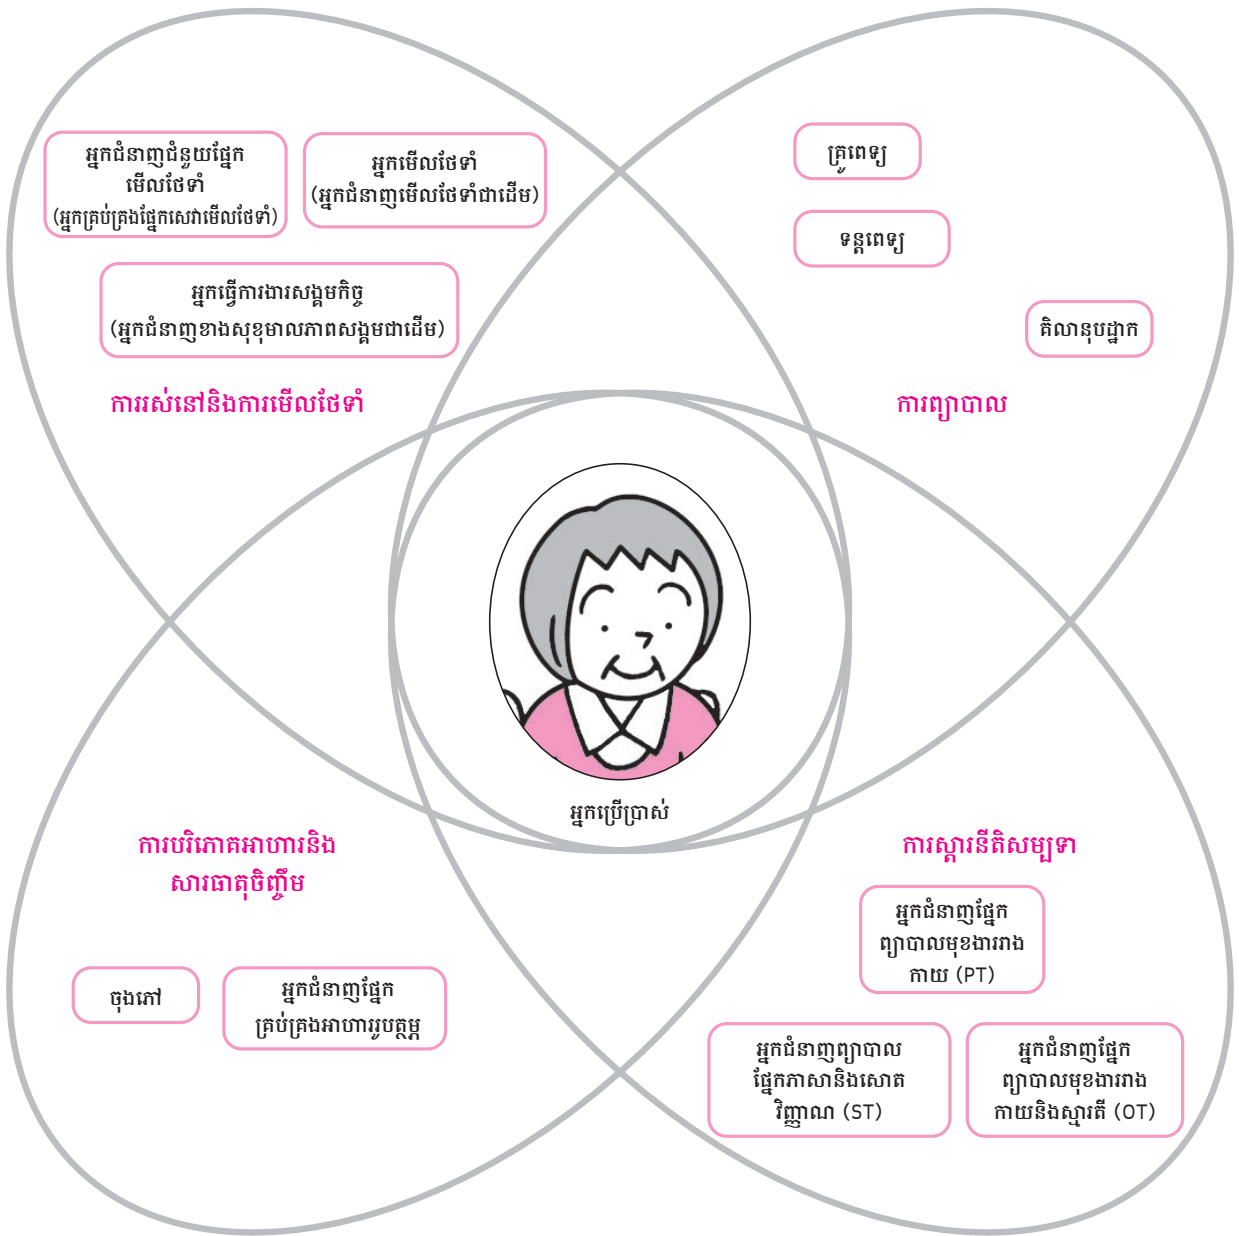 អ្នកជំនាញជំនួយផ្នែក
មើលថែទាំ
(អ្នកគ្រប់គ្រងផ្នែកសេវាមើលថែទាំ)
អ្នកមើលថែទាំ
(អ្នកជំនាញមើលថែទាំជាដើម)
អ្នកធ្វើការងារសង្គមកិច្ច
(អ្នកជំនាញខាងសុខុមាលភាពសង្គមជាដើម)
ការរស់នៅនិងការមើលថែទាំ
គ្រូពេទ្យ
ទន្តពេទ្យ
គិលានុបដ្ឋាក
ការព្យាបាល
អ្នកប្រើប្រាស់
ការបរិភោគអាហារនិង
សារធាតុចិញ្ចឹម
ចុងភៅ
អ្នកជំនាញផ្នែក
គ្រប់គ្រងអាហាររូបត្ថម្ភ
ការស្តារនីតិសម្បទា
អ្នកជំនាញផ្នែក
ព្យាបាលមុខងាររាង
កាយ (PT)
អ្នកជំនាញព្យាបាល
ផ្នែកភាសានិងសោត
វិញ្ញាណ (ST)
អ្នកជំនាញផ្នែក
ព្យាបាលមុខងាររាង
កាយនិងស្មារតី (OT)